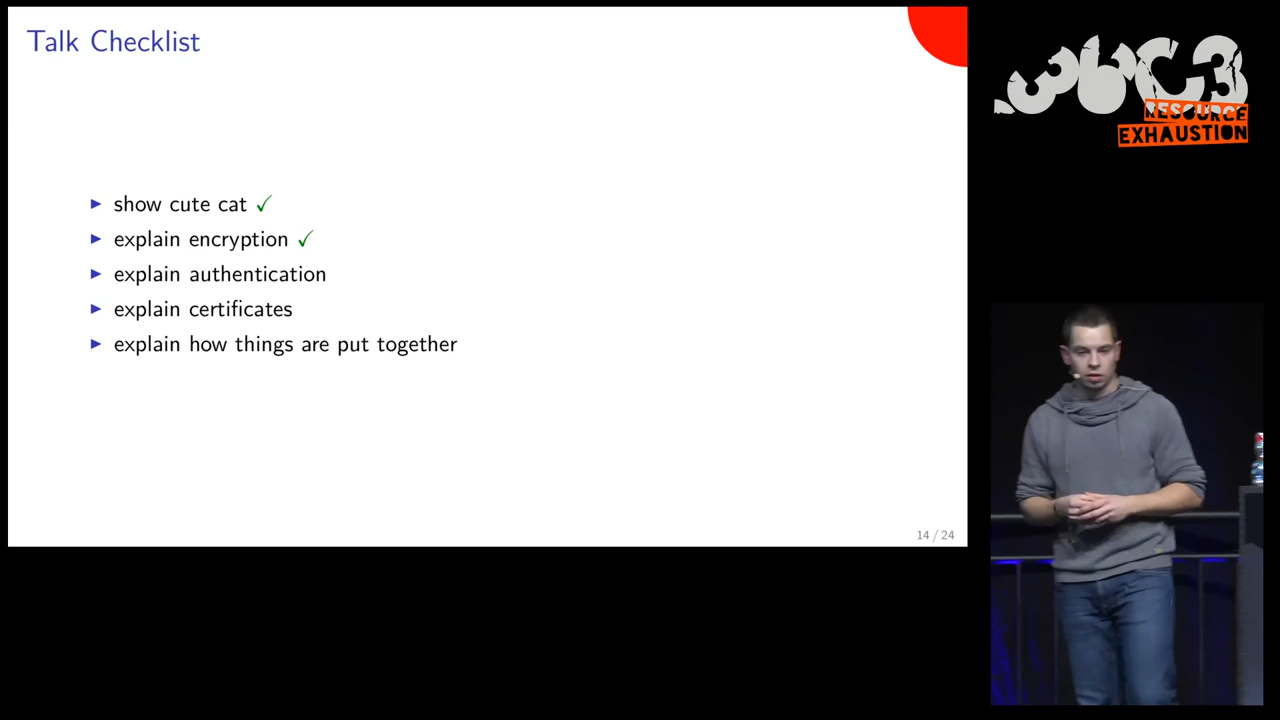 Talk Checklist
► show cute cat ✓
► explain encryption ✓
► explain authentication
► explain certificates
► explain how things are put together
14 / 24
36C3
RESOURCE
EXHAUSTION